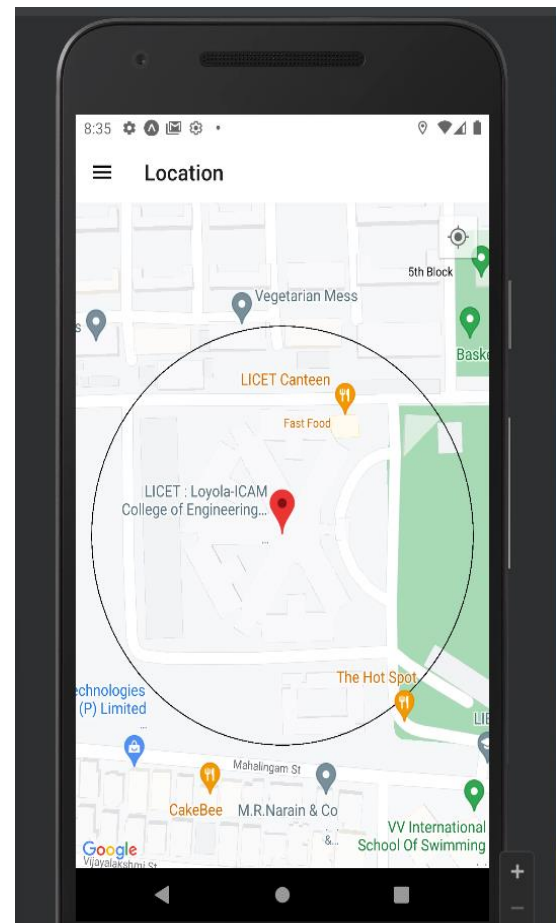 8:35
Location
5th Block
Vegetarian Mess
s
Baske
LICET Canteen
Fast Food
LICET : Loyola-ICAM
College of Engineering...
...
The Hot Spot
echnologies
(P) Limited
...
LIE
Mahalingam St
CakeBee
M.R.Narain & Co
&...
VV International
School Of Swimming
Google
Vijayalakshmi St